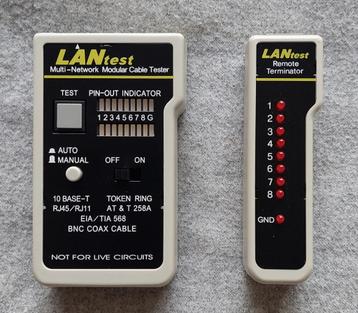 LANtest
Multi-Network Modular Cable Tester
TEST PIN-OUT INDICATOR
1 2 3 4 5 6 7 8 G
AUTO
MANUAL
OFF ON
10 BASE-T TOKEN RING
RJ45/RJ11 AT & T 258A
EIA/TIA 568
BNC COAX CABLE
NOT FOR LIVE CIRCUITS
LANtest
Remote
Terminator
1
2
3
4
5
6
7
8
GND